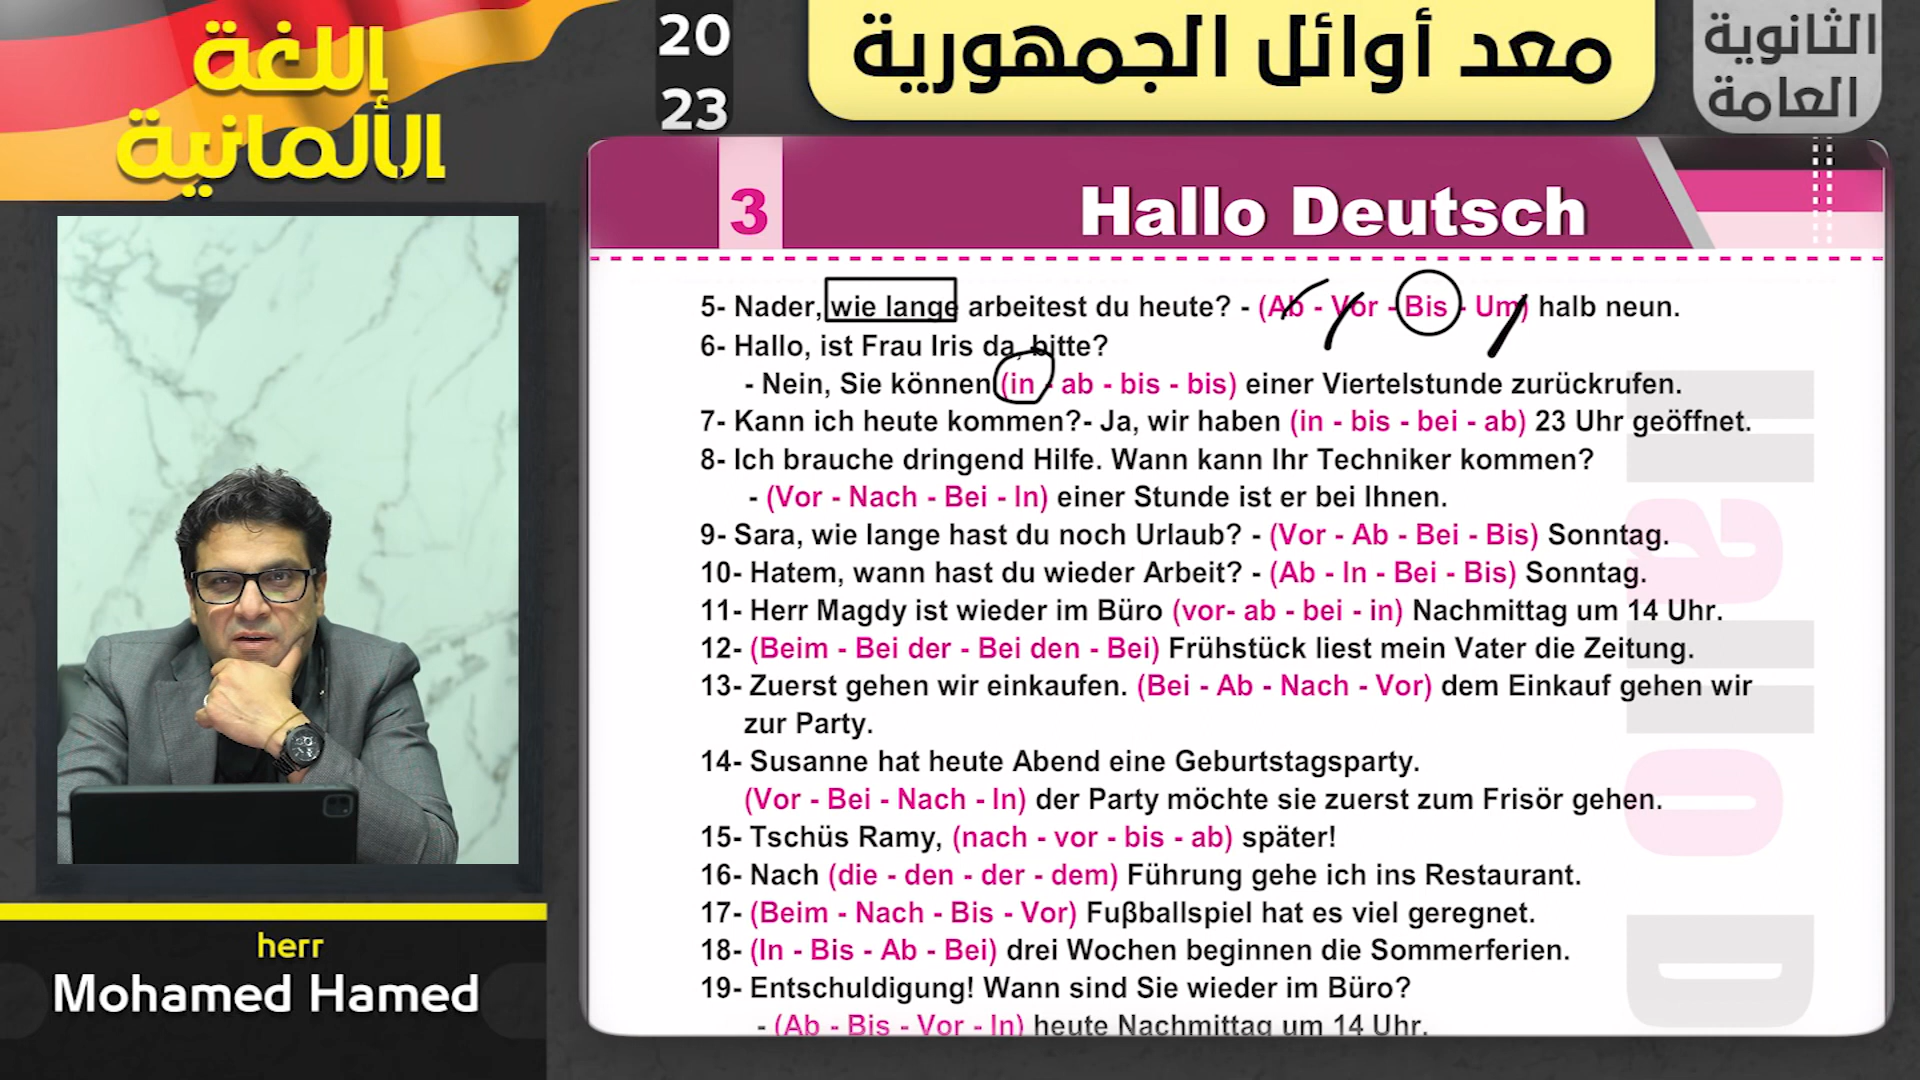 اللغة
الألمانية
20
23
معد أوائل الجمهورية
الثانوية
العامة
3
Hallo Deutsch
5- Nader, wie lange arbeitest du heute? - (Ab - Vor - Bis - Um) halb neun.
6- Hallo, ist Frau Iris da, bitte?
- Nein, Sie können (in - ab - bis - bis) einer Viertelstunde zurückrufen.
7- Kann ich heute kommen?- Ja, wir haben (in - bis - bei - ab) 23 Uhr geöffnet.
8- Ich brauche dringend Hilfe. Wann kann Ihr Techniker kommen?
- (Vor - Nach - Bei - In) einer Stunde ist er bei Ihnen.
9- Sara, wie lange hast du noch Urlaub? - (Vor - Ab - Bei - Bis) Sonntag.
10- Hatem, wann hast du wieder Arbeit? - (Ab - In - Bei - Bis) Sonntag.
11- Herr Magdy ist wieder im Büro (vor- ab - bei - in) Nachmittag um 14 Uhr.
12- (Beim - Bei der - Bei den - Bei) Frühstück liest mein Vater die Zeitung.
13- Zuerst gehen wir einkaufen. (Bei - Ab - Nach - Vor) dem Einkauf gehen wir
zur Party.
14- Susanne hat heute Abend eine Geburtstagsparty.
(Vor - Bei - Nach - In) der Party möchte sie zuerst zum Frisör gehen.
15- Tschüs Ramy, (nach - vor - bis - ab) später!
16- Nach (die - den - der - dem) Führung gehe ich ins Restaurant.
17- (Beim - Nach - Bis - Vor) Fuβballspiel hat es viel geregnet.
18- (In - Bis - Ab - Bei) drei Wochen beginnen die Sommerferien.
19- Entschuldigung! Wann sind Sie wieder im Büro?
- (Ab - Bis - Vor - In) heute Nachmittag um 14 Uhr.
Hallo D
herr
Mohamed Hamed